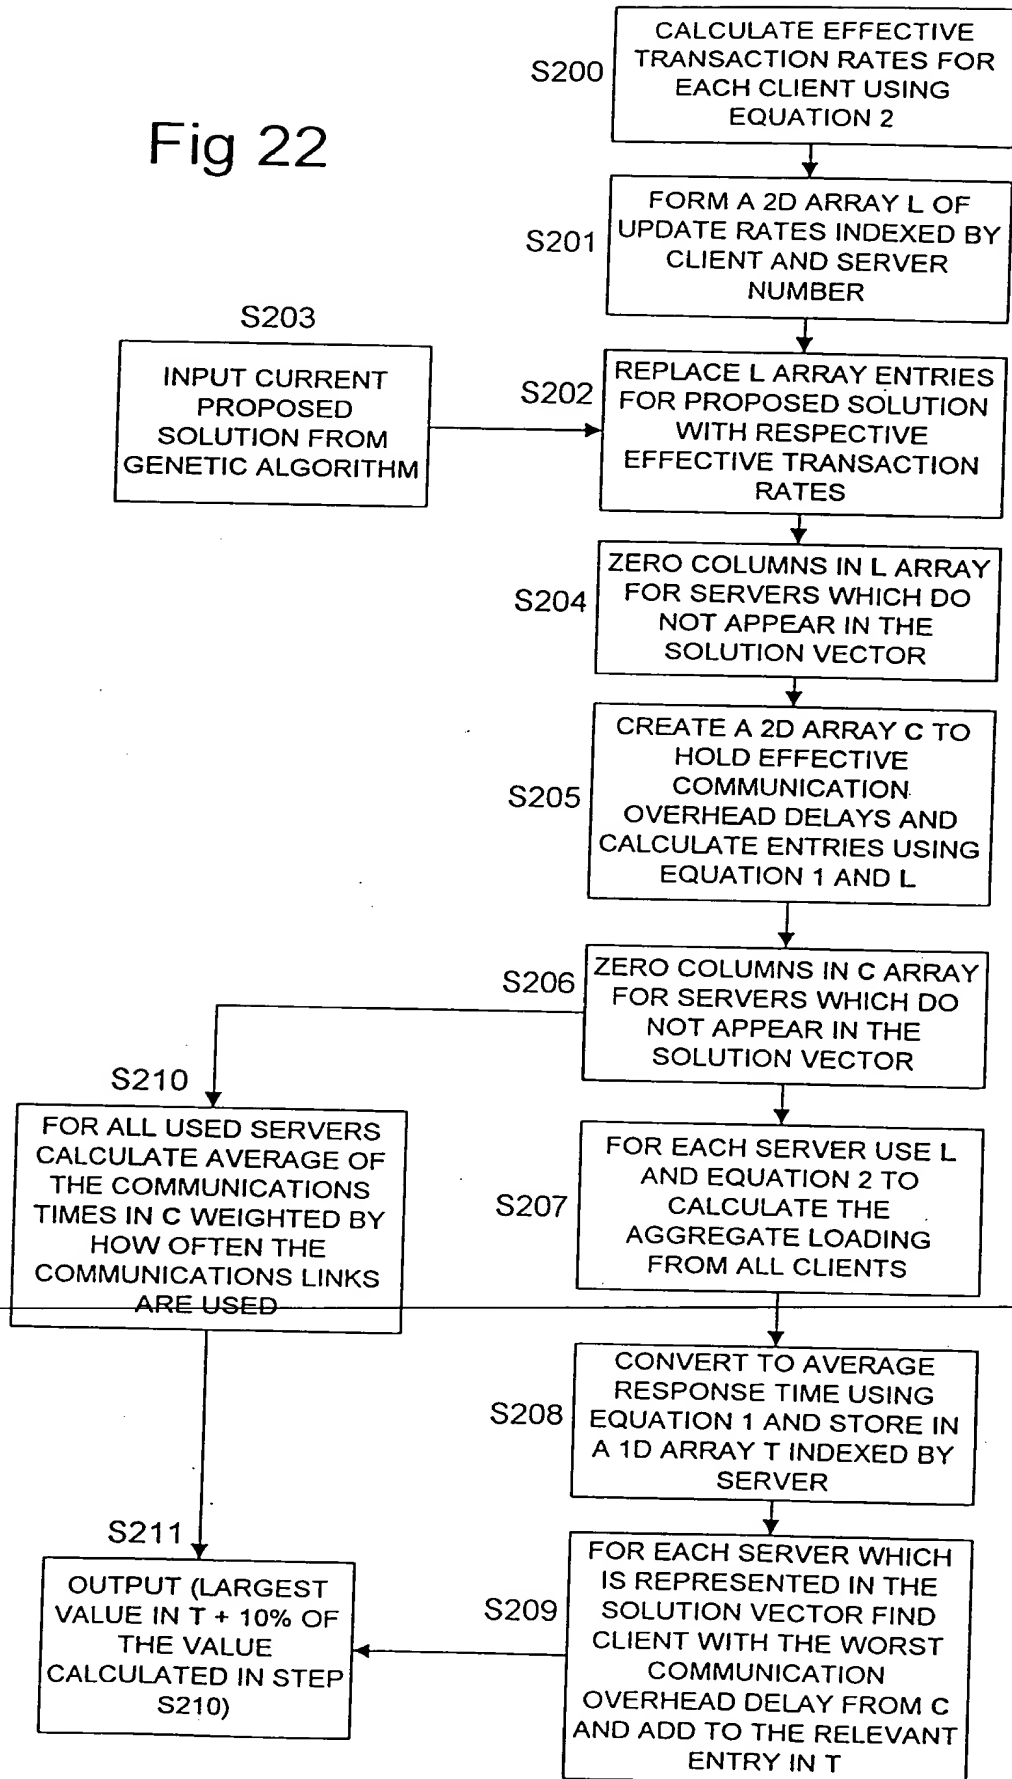 S200
CALCULATE EFFECTIVE
TRANSACTION RATES FOR
EACH CLIENT USING
EQUATION 2
Fig 22
S201
FORM A 2D ARRAY L OF
UPDATE RATES INDEXED BY
CLIENT AND SERVER
NUMBER
S203
INPUT CURRENT
PROPOSED
SOLUTION FROM
GENETIC ALGORITHM
S202
REPLACE L ARRAY ENTRIES
FOR PROPOSED SOLUTION
WITH RESPECTIVE
EFFECTIVE TRANSACTION
RATES
S204
ZERO COLUMNS IN L ARRAY
FOR SERVERS WHICH DO
NOT APPEAR IN THE
SOLUTION VECTOR
S205
CREATE A 2D ARRAY C TO
HOLD EFFECTIVE
COMMUNICATION
OVERHEAD DELAYS AND
CALCULATE ENTRIES USING
EQUATION 1 AND L
S206
ZERO COLUMNS IN C ARRAY
FOR SERVERS WHICH DO
NOT APPEAR IN THE
SOLUTION VECTOR
S210
FOR ALL USED SERVERS
CALCULATE AVERAGE OF
THE COMMUNICATIONS
TIMES IN C WEIGHTED BY
HOW OFTEN THE
COMMUNICATIONS LINKS
ARE USED
S207
FOR EACH SERVER USE L
AND EQUATION 2 TO
CALCULATE THE
AGGREGATE LOADING
FROM ALL CLIENTS
S208
CONVERT TO AVERAGE
RESPONSE TIME USING
EQUATION 1 AND STORE IN
A 1D ARRAY T INDEXED BY
SERVER
S211
OUTPUT (LARGEST
VALUE IN T + 10% OF
THE VALUE
CALCULATED IN STEP
S210)
S209
FOR EACH SERVER WHICH
IS REPRESENTED IN THE
SOLUTION VECTOR FIND
CLIENT WITH THE WORST
COMMUNICATION
OVERHEAD DELAY FROM C
AND ADD TO THE RELEVANT
ENTRY IN T